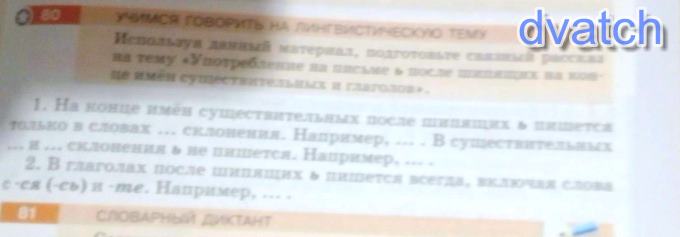 80 УЧИМСЯ ГОВОРИТЬ НА ЛИНГВИСТИЧЕСКУЮ ТЕМУ
dvatch
Используя данный материал, подготовьте связный рассказ
на тему «Употребление на письме ь после шипящих на кон-
це имён существительных и глаголов».
1. На конце имён существительных после шипящих ь пишется
только в словах ... склонения. Например, ... . В существительных
... и ... склонения ь не пишется. Например, ... .
2. В глаголах после шипящих ь пишется всегда, включая слова
с -ся (-сь) и -те. Например, ... .
81 СЛОВАРНЫЙ ДИКТАНТ